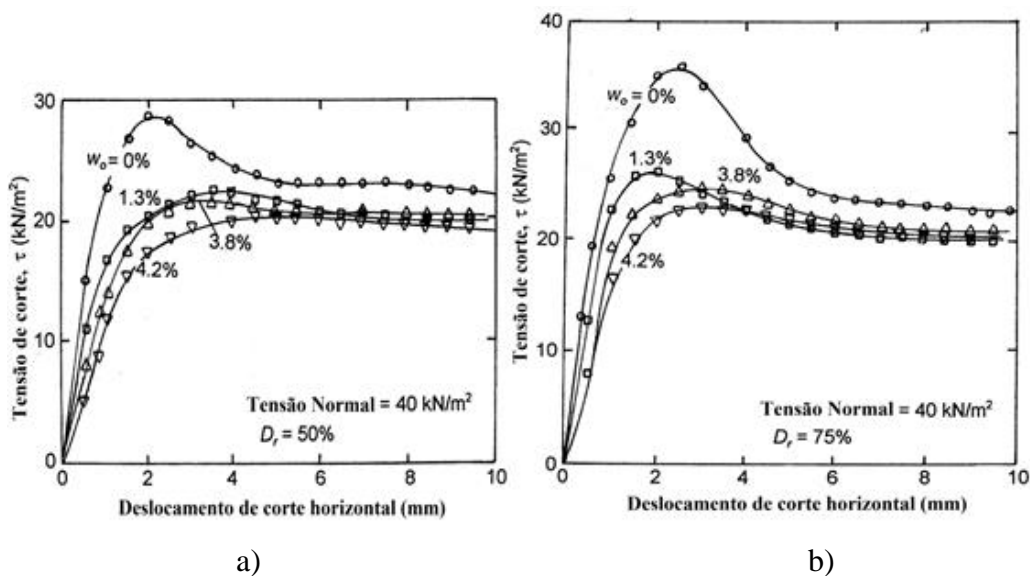 Tensão de corte, τ (kN/m²)
30
20
10
0
w₀ = 0%
1.3%
3.8%
4.2%
Tensão Normal = 40 kN/m²
Dᵣ = 50%
0 2 4 6 8 10
Deslocamento de corte horizontal (mm)
a)
Tensão de corte, τ (kN/m²)
40
30
20
10
0
w₀ = 0%
1.3%
3.8%
4.2%
Tensão Normal = 40 kN/m²
Dᵣ = 75%
0 2 4 6 8 10
Deslocamento de corte horizontal (mm)
b)